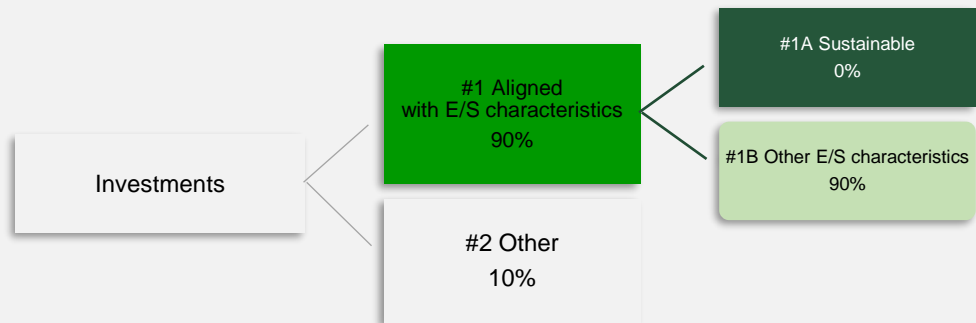 Investments
#1 Aligned
with E/S characteristics
90%
#2 Other
10%
#1A Sustainable
0%
#1B Other E/S characteristics
90%